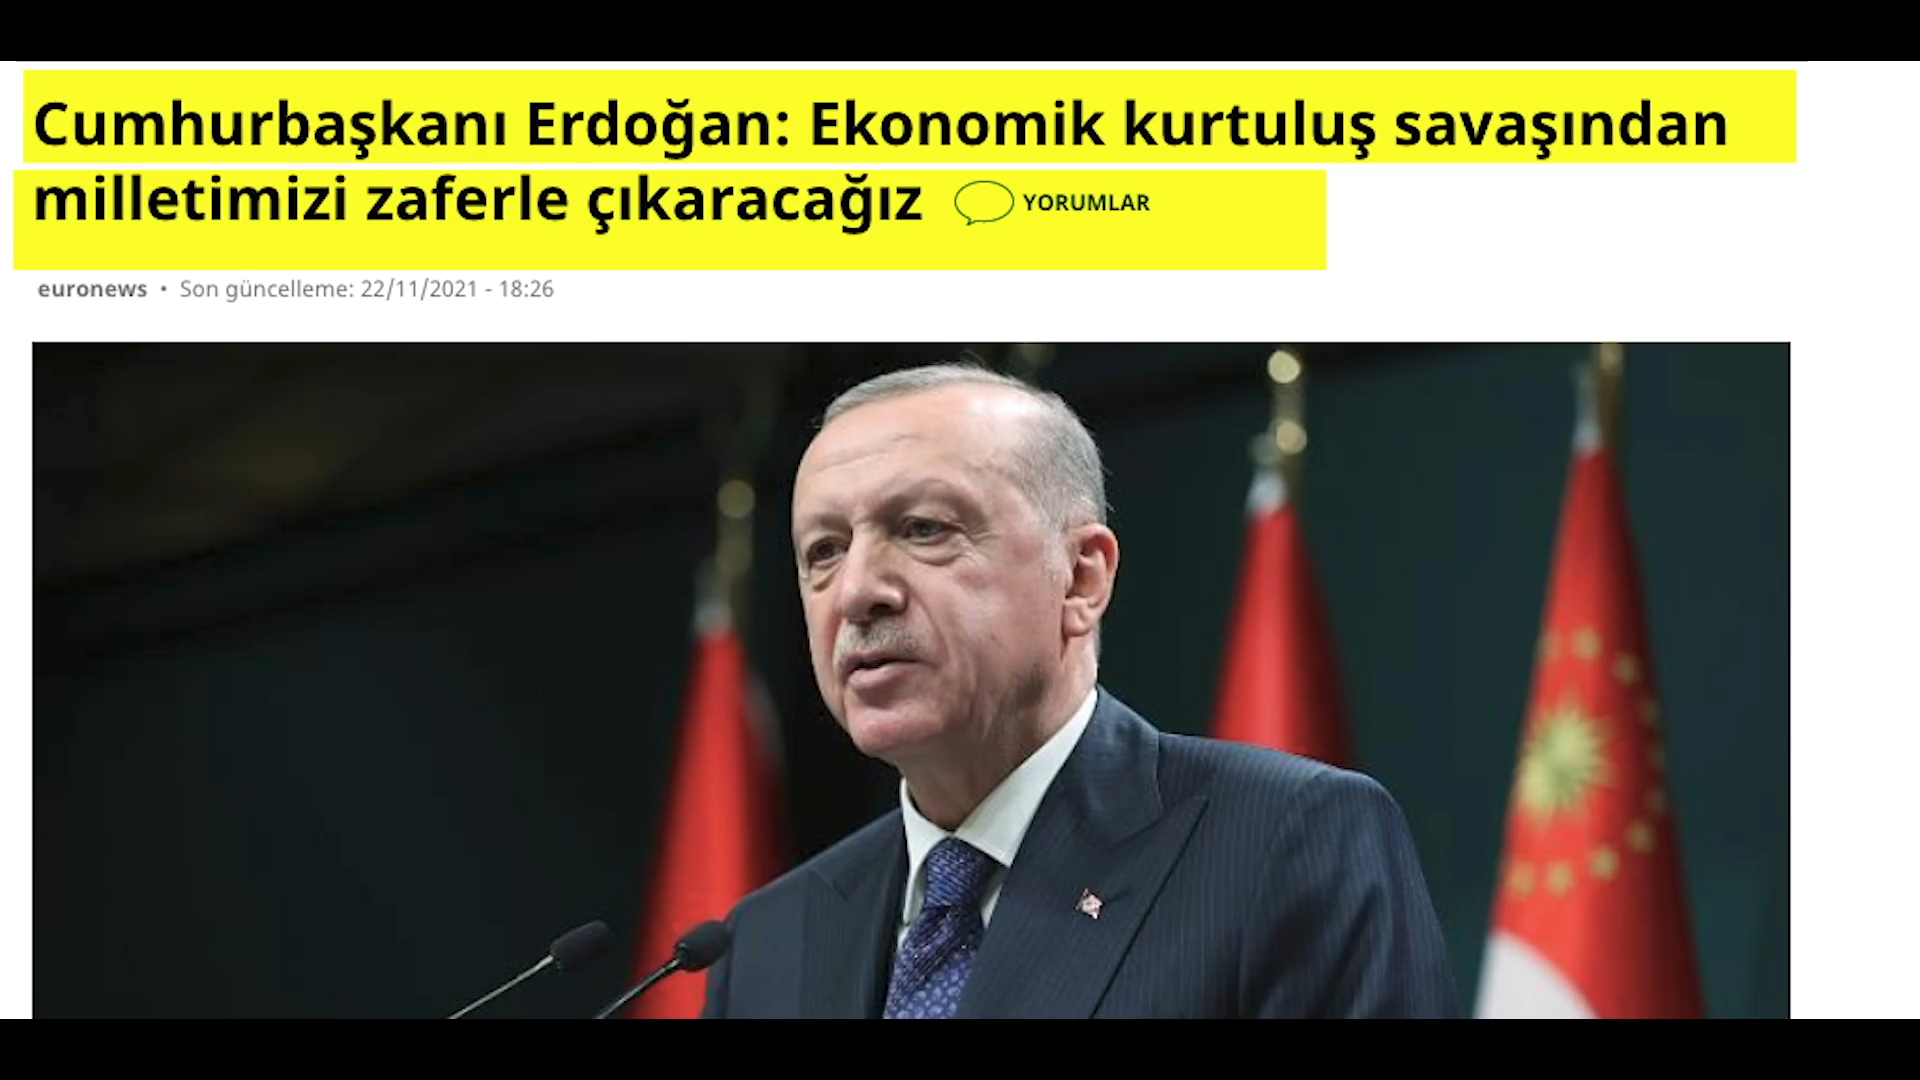 Cumhurbaşkanı Erdoğan: Ekonomik kurtuluş savaşından
milletimizi zaferle çıkaracağız YORUMLAR
euronews • Son güncelleme: 22/11/2021 - 18:26